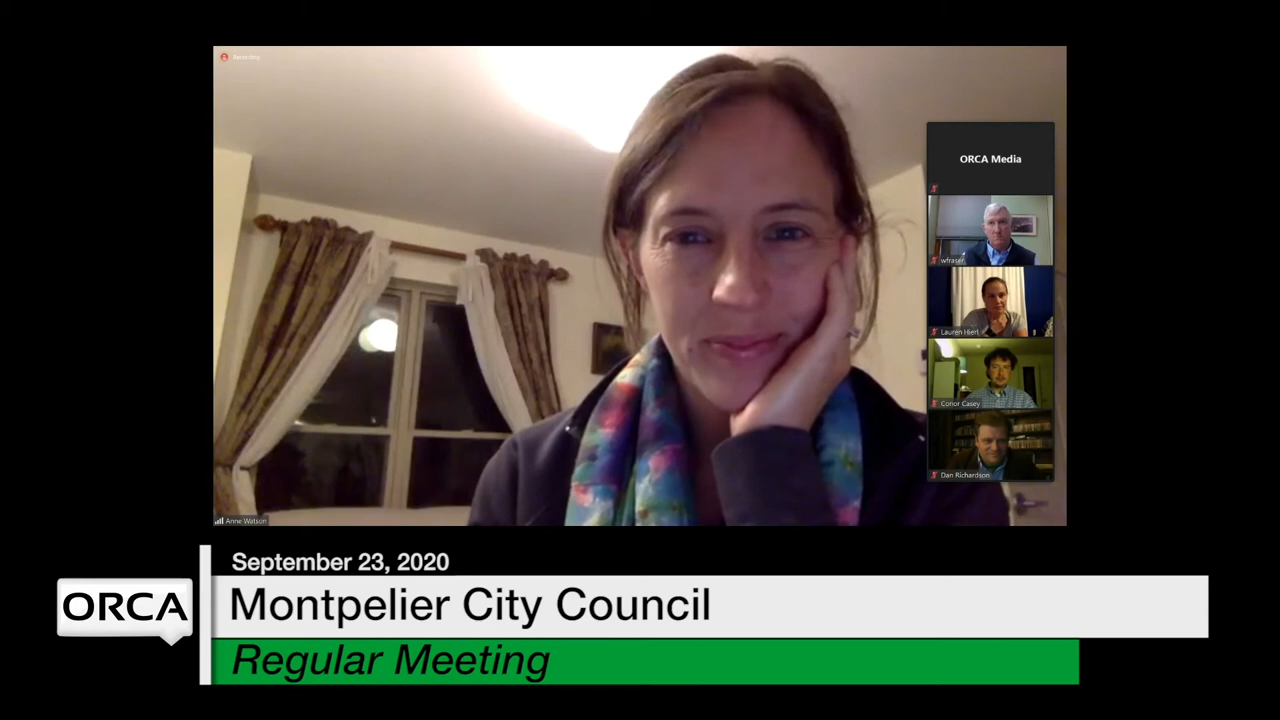 Recording
ORCA Media
wfraser
Lauren Hierl
Conor Casey
Dan Richardson
Anne Watson
September 23, 2020
ORCA
Montpelier City Council
Regular Meeting